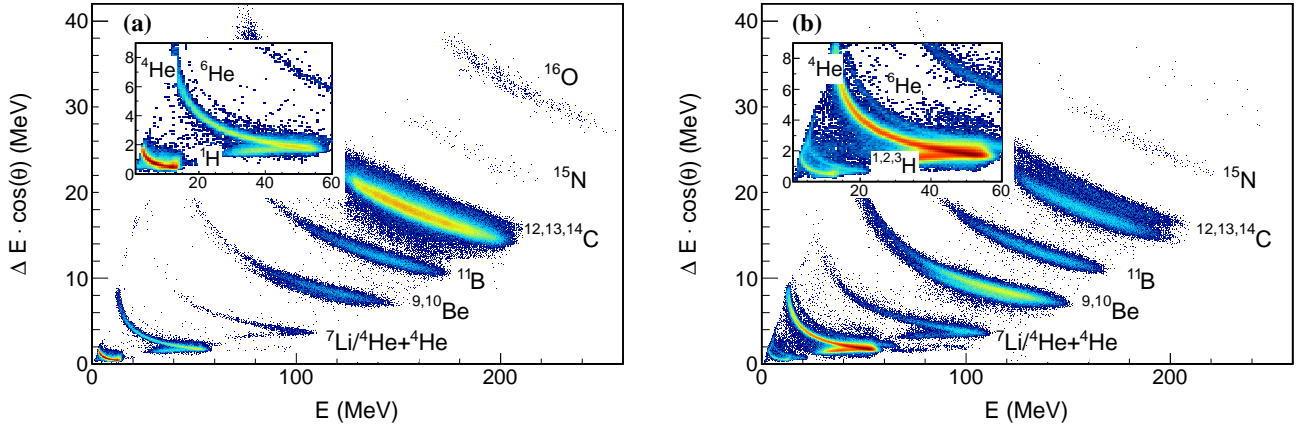 (a)
Δ E · cos(θ) (MeV)
40
30
20
10
0
0
100
200
E (MeV)
8
6
4
2
0
20
40
60
⁴He
⁶He
¹H
¹⁶O
¹⁵N
¹²,¹³,¹⁴C
¹¹B
⁹,¹⁰Be
⁷Li/⁴He+⁴He
(b)
Δ E · cos(θ) (MeV)
40
30
20
10
0
0
100
200
E (MeV)
8
6
4
2
0
20
40
60
⁴He
⁶He
¹,²,³H
¹⁶O
¹⁵N
¹²,¹³,¹⁴C
¹¹B
⁹,¹⁰Be
⁷Li/⁴He+⁴He